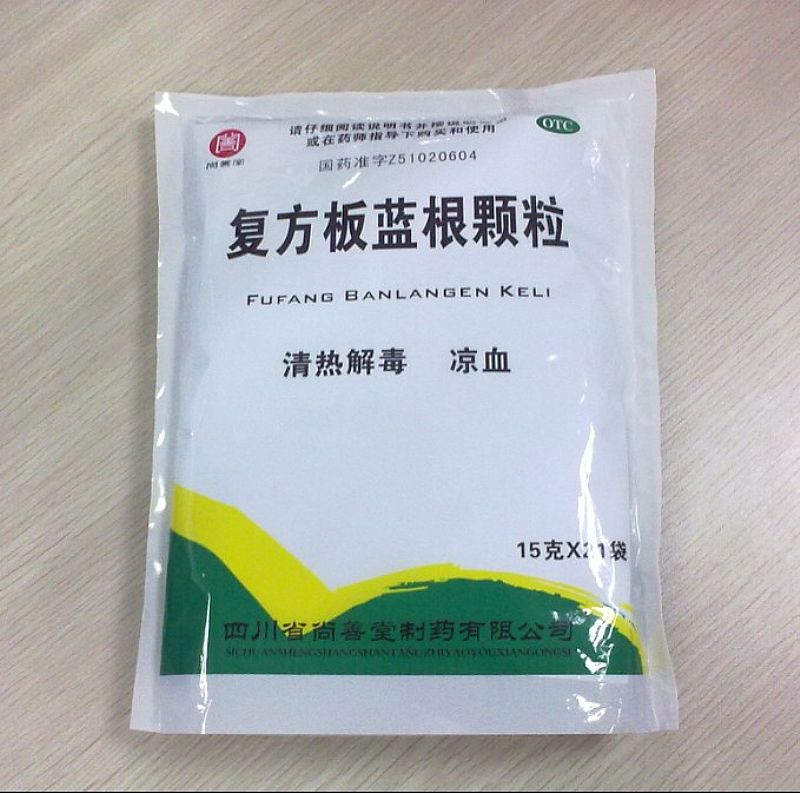 请仔细阅读说明书并按说明
或在药师指导下购买和使用
OTC
尚善堂
国药准字Z51020604
复方板蓝根颗粒
FUFANG BANLANGEN KELI
清热解毒 凉血
15克X21袋
四川省尚善堂制药有限公司
SICHUANSHENGSHANGSHANTANGZHIYAOYOUXIANGONGSI